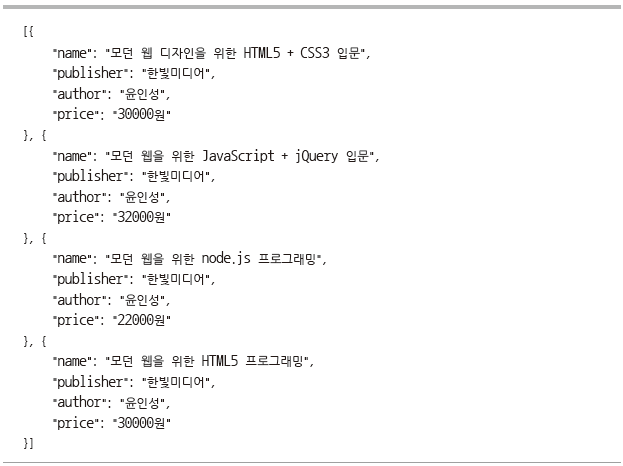 [{
"name": "모던 웹 디자인을 위한 HTML5 + CSS3 입문",
"publisher": "한빛미디어",
"author": "윤인성",
"price": "30000원"
}, {
"name": "모던 웹을 위한 JavaScript + jQuery 입문",
"publisher": "한빛미디어",
"author": "윤인성",
"price": "32000원"
}, {
"name": "모던 웹을 위한 node.js 프로그래밍",
"publisher": "한빛미디어",
"author": "윤인성",
"price": "22000원"
}, {
"name": "모던 웹을 위한 HTML5 프로그래밍",
"publisher": "한빛미디어",
"author": "윤인성",
"price": "30000원"
}]